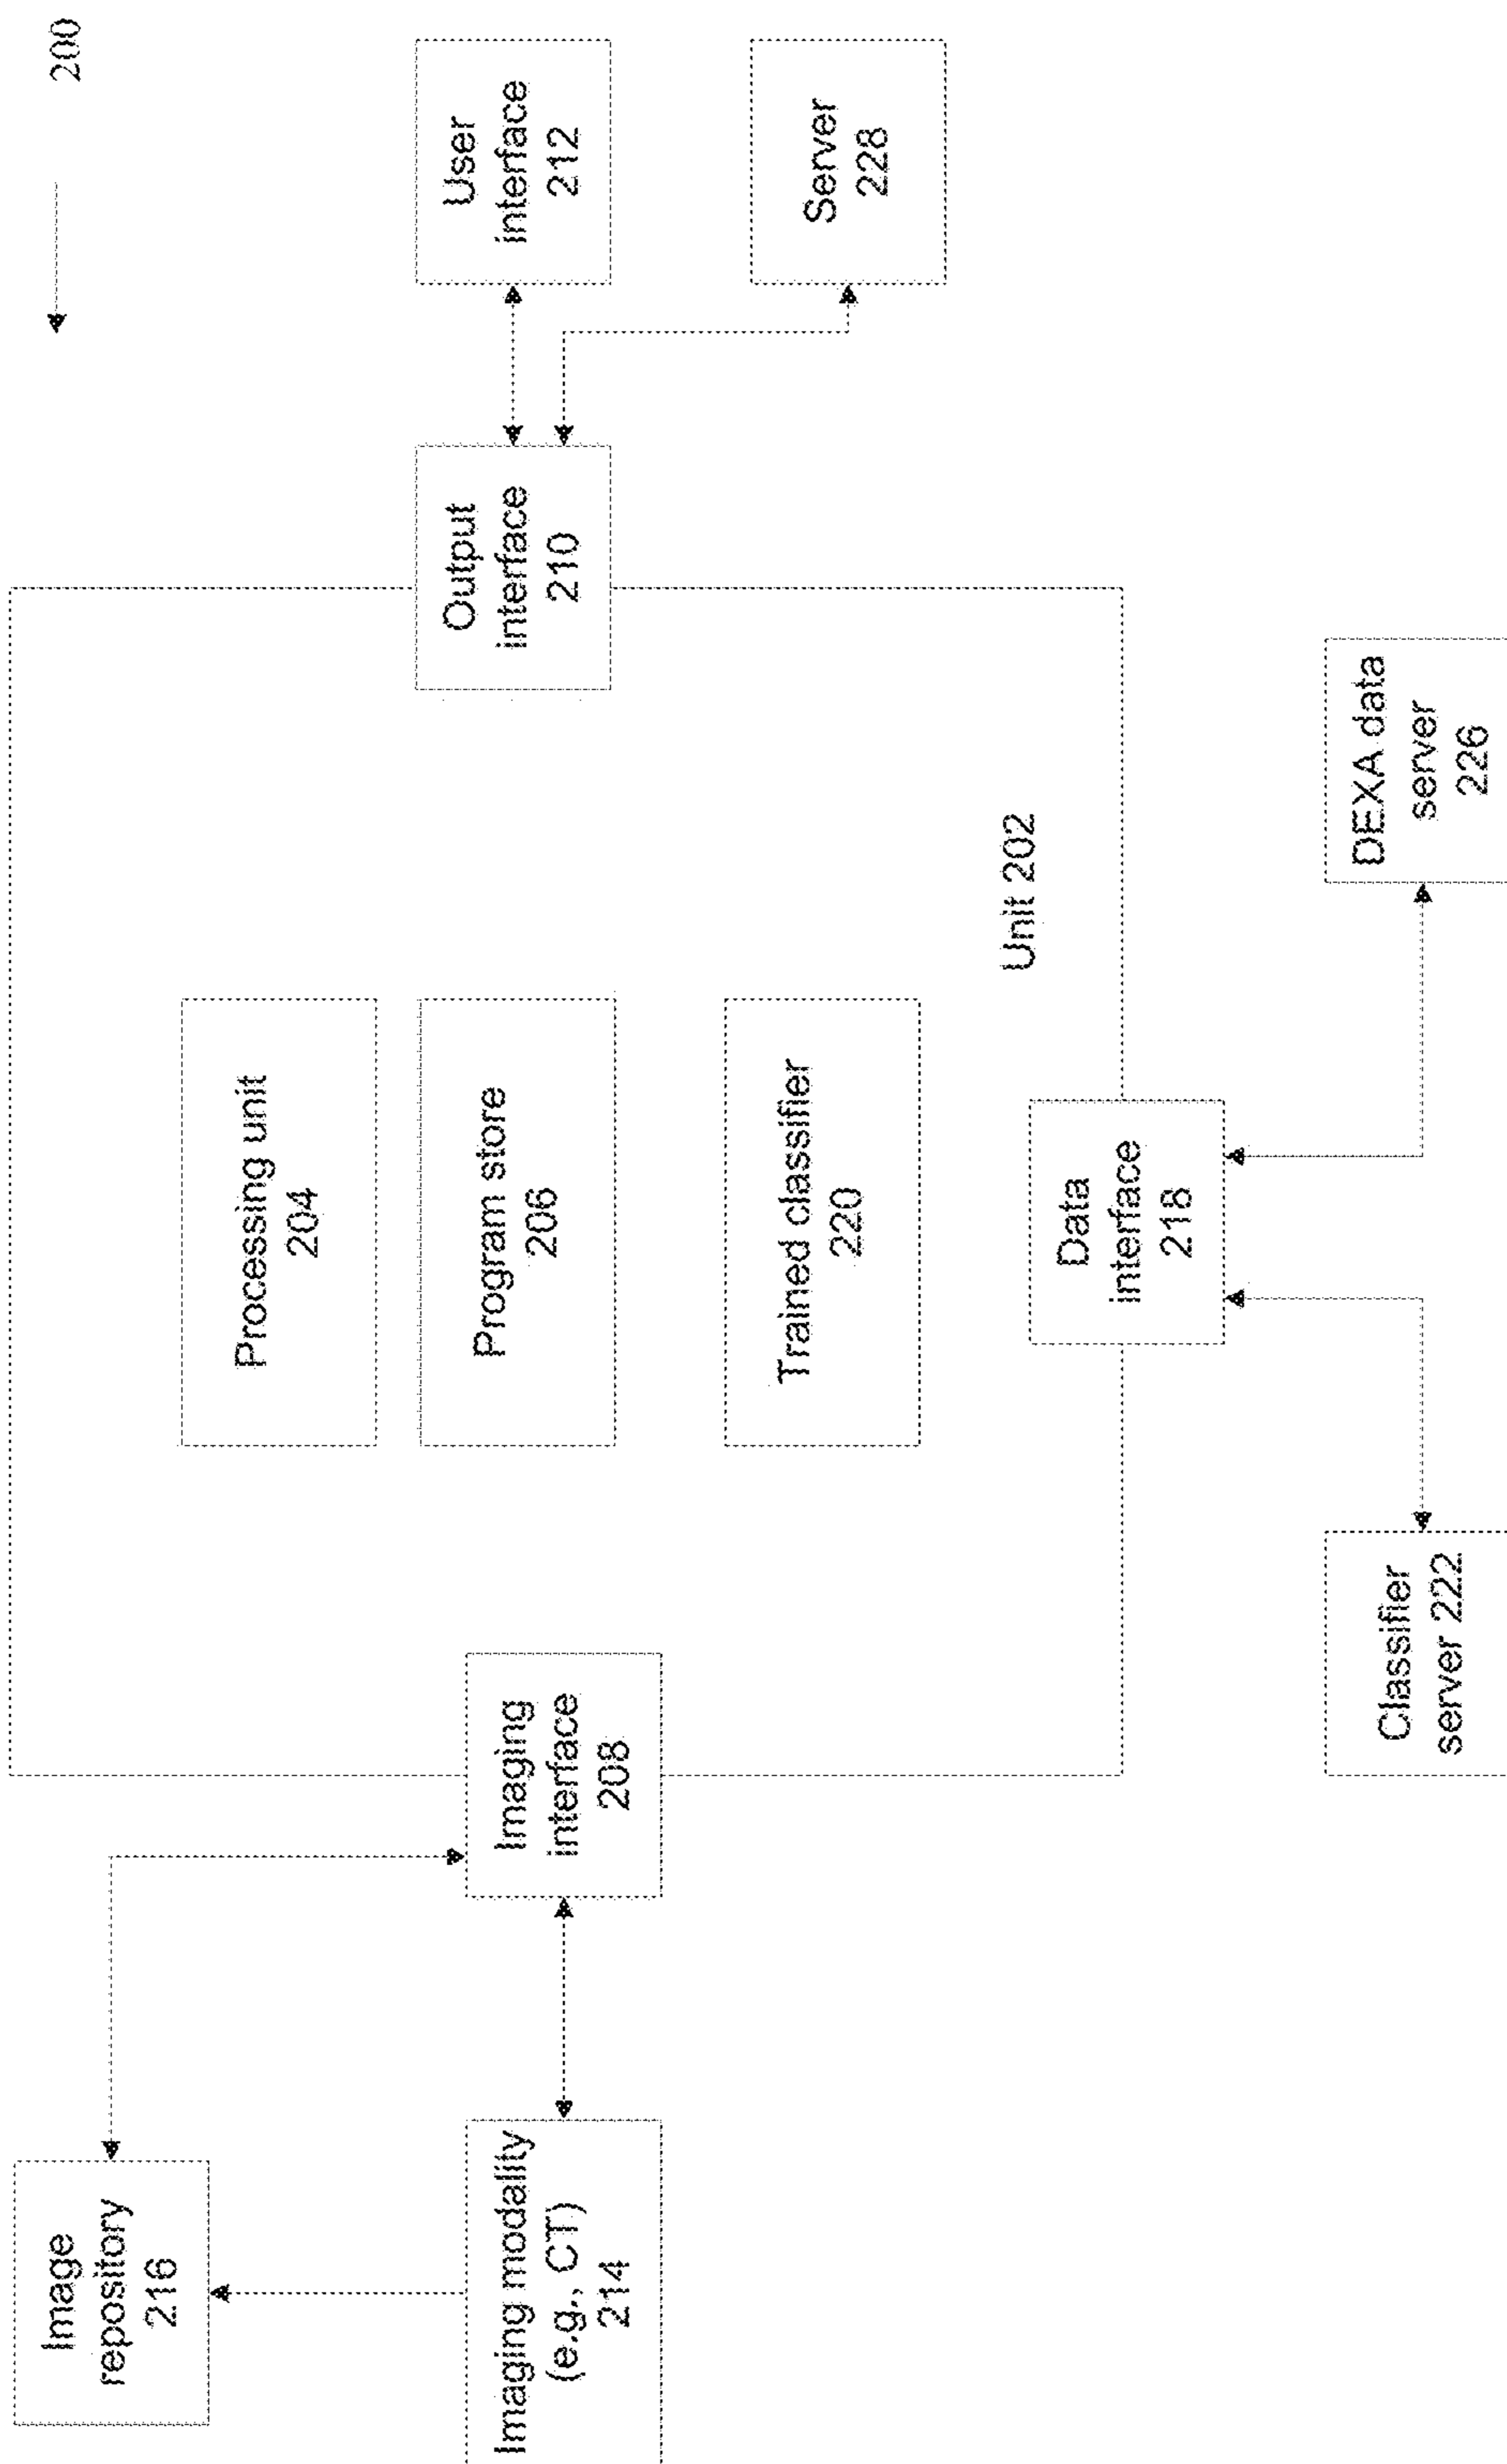 200
Image
repository
216
Imaging modality
(e.g., CT)
214
Imaging
interface
208
Processing unit
204
Program store
206
Trained classifier
220
Unit 202
Output
interface
210
User
interface
212
Server
228
Data
interface
218
Classifier
server 222
DEXA data
server
226